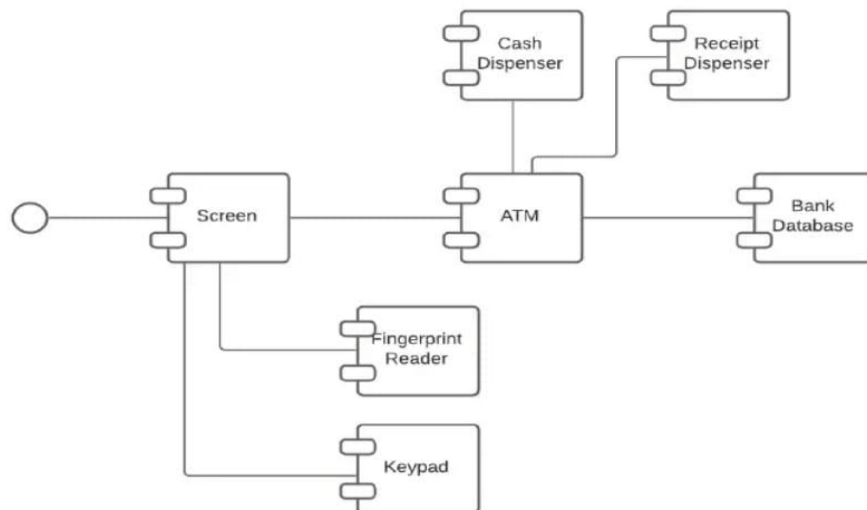 Cash
Dispenser
Receipt
Dispenser
Screen
ATM
Bank
Database
Fingerprint
Reader
Keypad